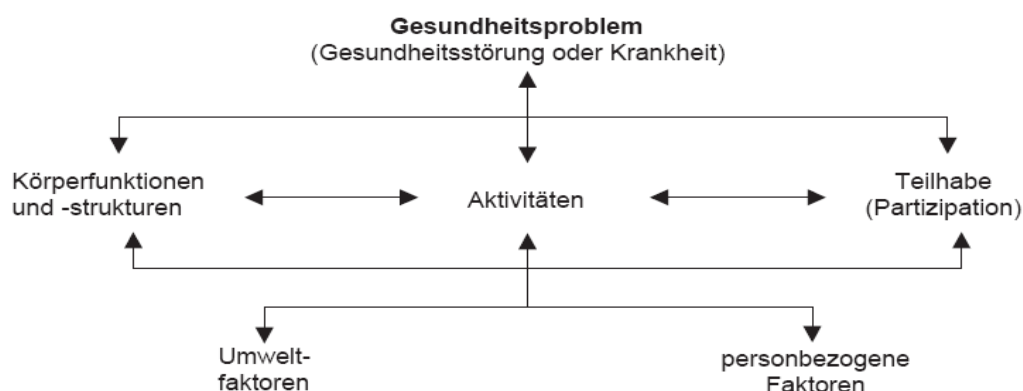 Gesundheitsproblem
(Gesundheitsstörung oder Krankheit)
Körperfunktionen
und -strukturen
Aktivitäten
Teilhabe
(Partizipation)
Umwelt-
faktoren
personbezogene
Faktoren